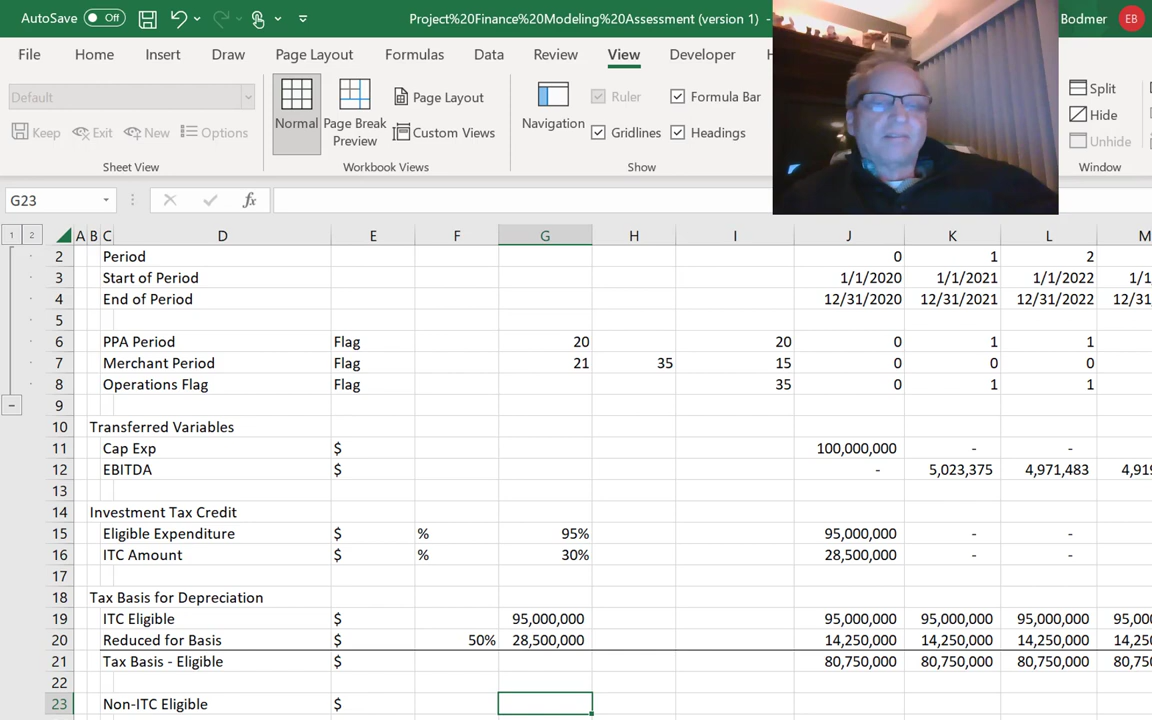 AutoSave Off Project%20Finance%20Modeling%20Assessment (version 1) - Bodmer EB
File Home Insert Draw Page Layout Formulas Data Review View Developer H
Default
Keep Exit New Options
Sheet View
Normal Page Break Preview Page Layout Custom Views
Workbook Views
Navigation Ruler Formula Bar Gridlines Headings
Show
Split
Hide
Unhide
Window
G23 fx
1 2 A B C D E F G H I J K L M
2 Period 0 1 2
3 Start of Period 1/1/2020 1/1/2021 1/1/2022 1/1
4 End of Period 12/31/2020 12/31/2021 12/31/2022 12/31
5
6 PPA Period Flag 20 20 0 1 1
7 Merchant Period Flag 21 35 15 0 0 0
8 Operations Flag Flag 35 0 1 1
9
10 Transferred Variables
11 Cap Exp $ 100,000,000 - -
12 EBITDA $ - 5,023,375 4,971,483 4,919
13
14 Investment Tax Credit
15 Eligible Expenditure $ % 95% 95,000,000 - -
16 ITC Amount $ % 30% 28,500,000 - -
17
18 Tax Basis for Depreciation
19 ITC Eligible $ 95,000,000 95,000,000 95,000,000 95,000,000 95,00
20 Reduced for Basis $ 50% 28,500,000 14,250,000 14,250,000 14,250,000 14,25
21 Tax Basis - Eligible $ 80,750,000 80,750,000 80,750,000 80,75
22
23 Non-ITC Eligible $